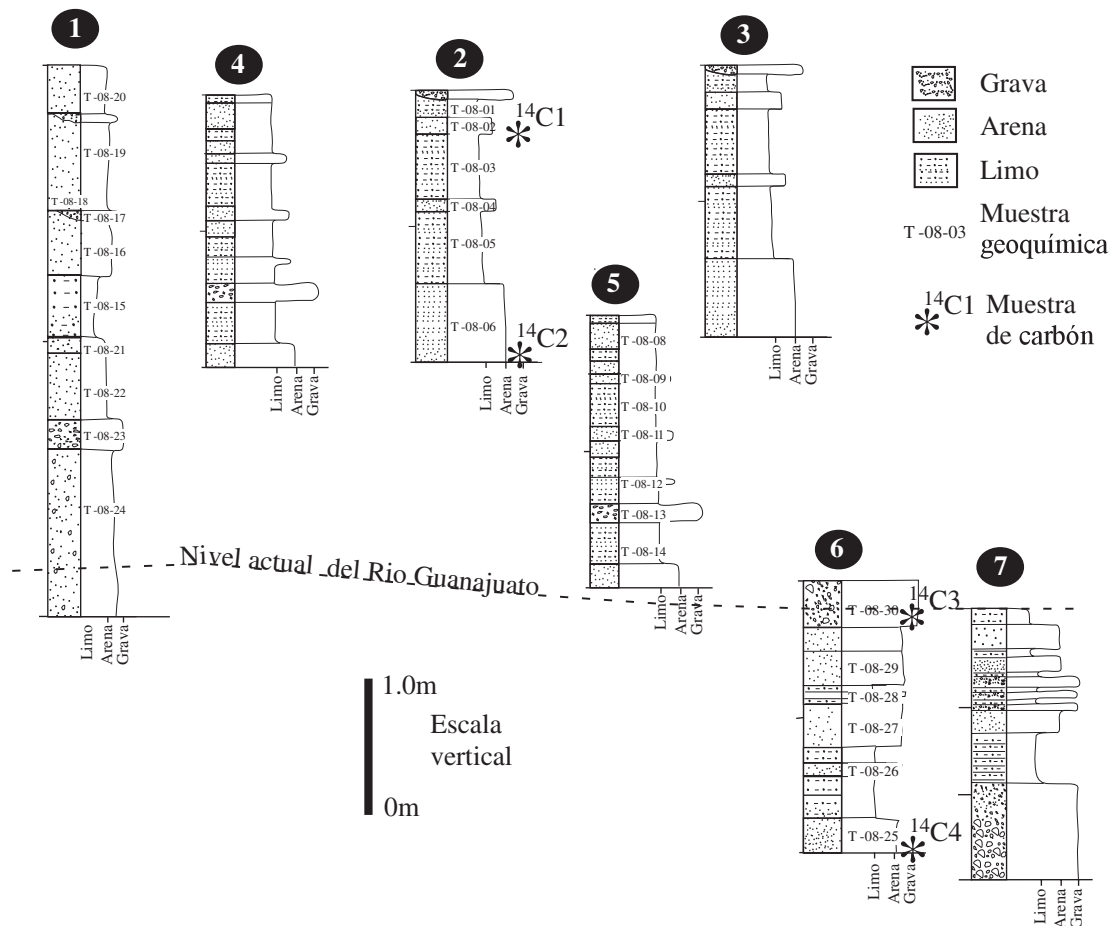 1
T-08-20
T-08-19
T-08-18
T-08-17
T-08-16
T-08-15
T-08-21
T-08-22
T-08-23
T-08-24
Limo
Arena
Grava
4
Limo
Arena
Grava
2
T-08-01
T-08-02
T-08-03
T-08-04
T-08-05
T-08-06
14C1
14C2
Limo
Arena
Grava
3
Limo
Arena
Grava
Grava
Arena
Limo
T-08-03 Muestra
geoquímica
14C1 Muestra
de carbón
5
T-08-08
T-08-09
T-08-10
T-08-11
T-08-12
T-08-13
T-08-14
Limo
Arena
Grava
Nivel actual del Rio Guanajuato
1.0m
Escala
vertical
0m
6
T-08-30
T-08-29
T-08-28
T-08-27
T-08-26
T-08-25
14C3
14C4
Limo
Arena
Grava
7
Limo
Arena
Grava